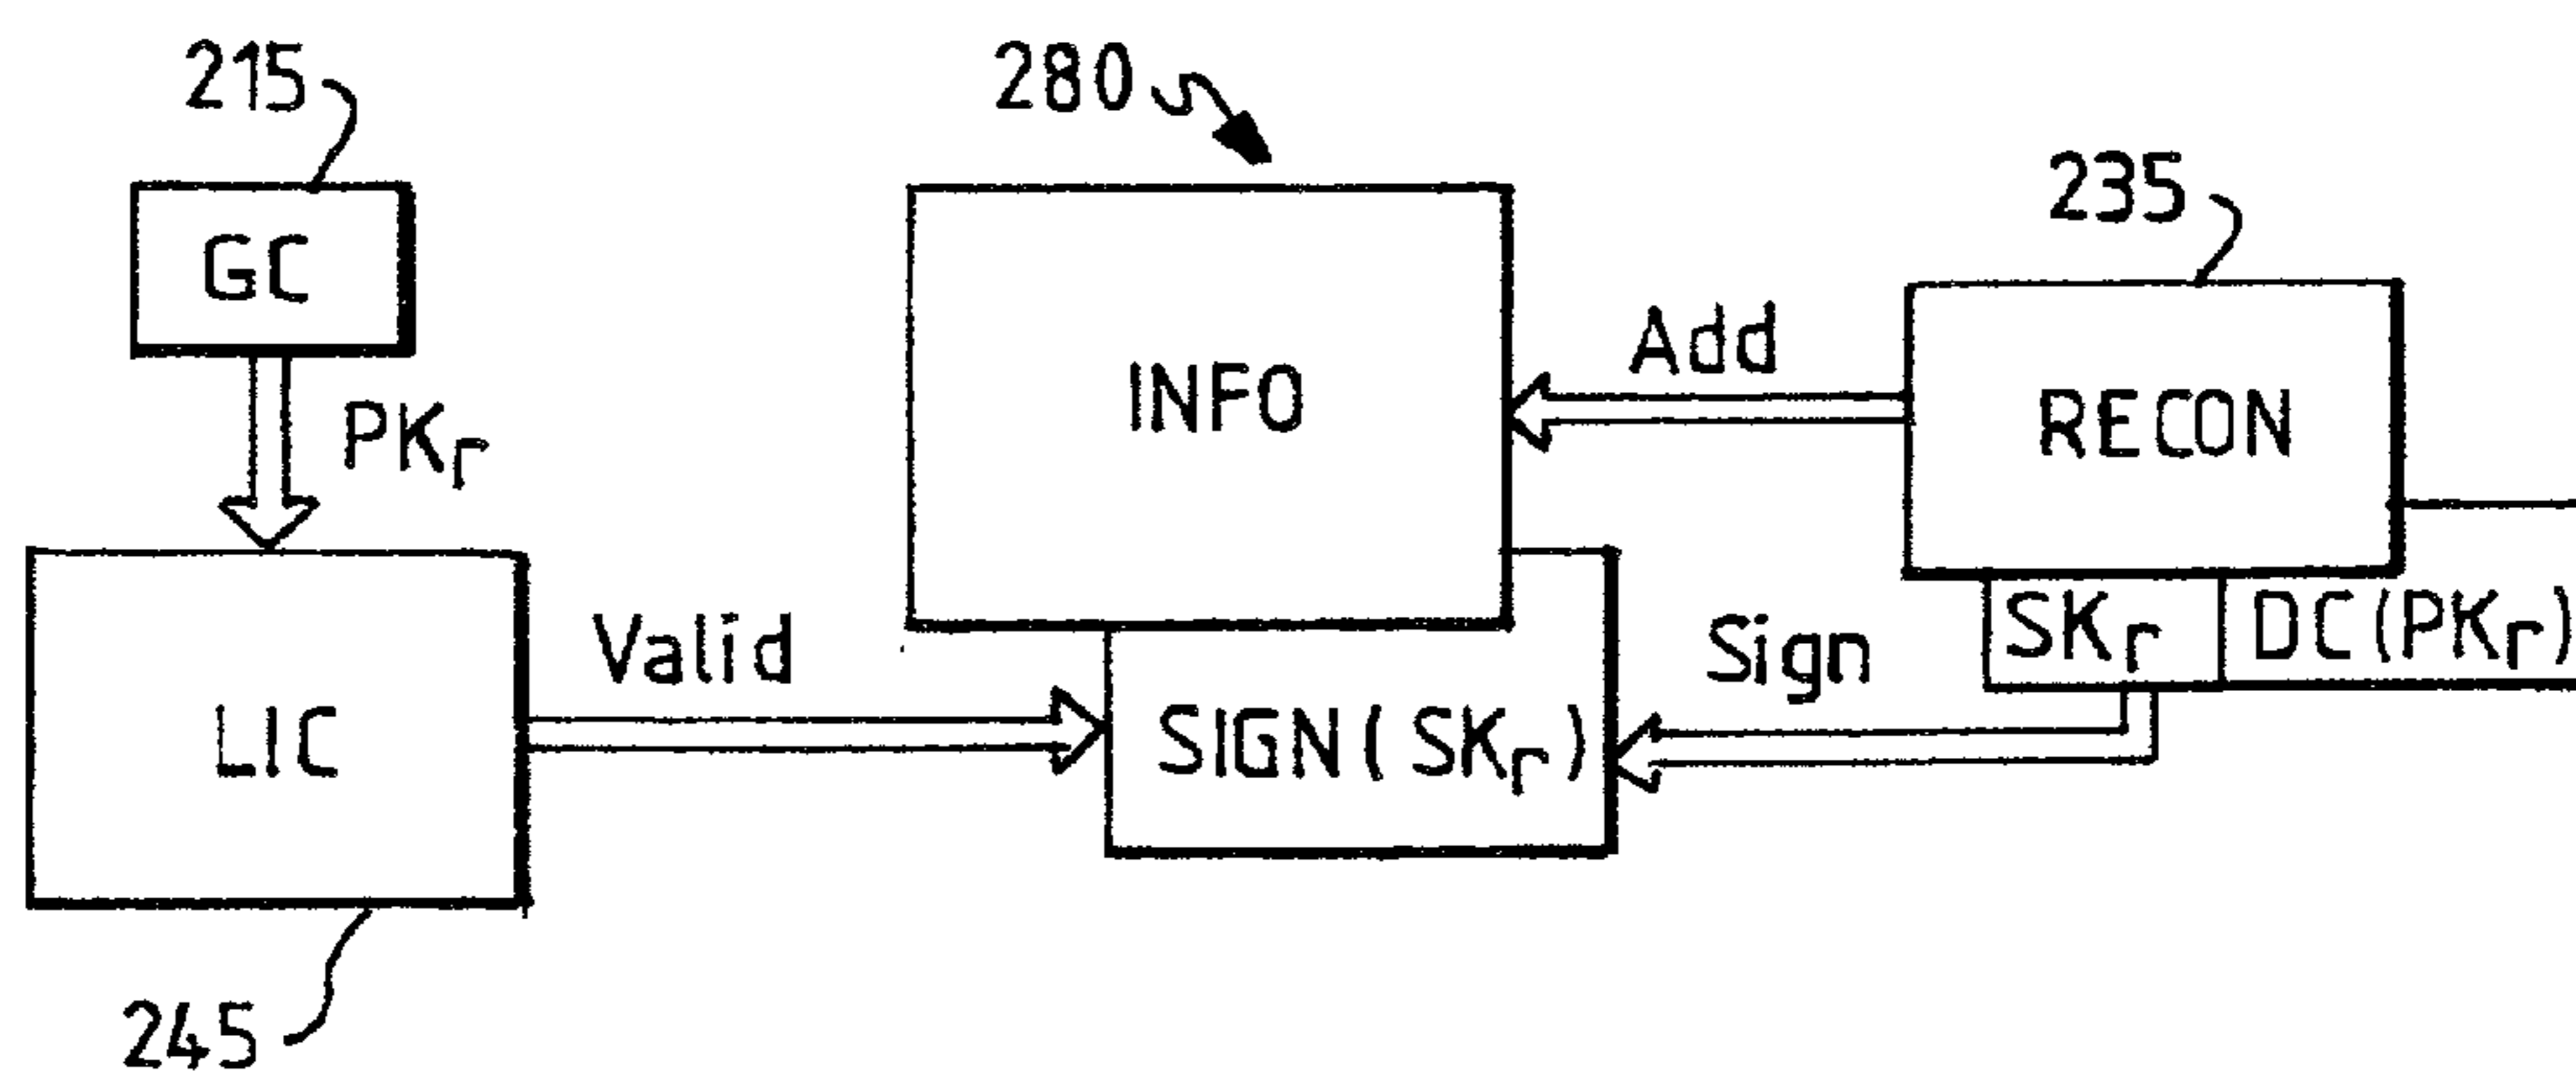 215
280
235
GC
PKr
INFO
Add
RECON
SKr
DC(PKr)
LIC
Valid
SIGN(SKr)
Sign
245